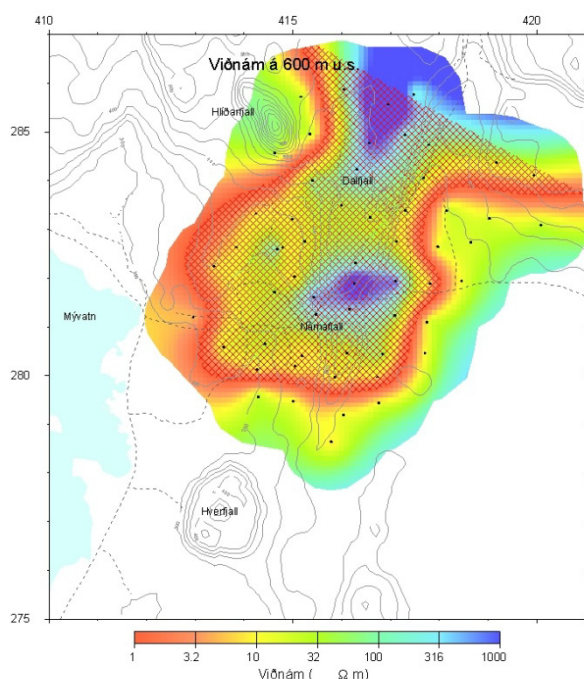 410 415 420
Viðnám á 600 m u.s.
Hlíðarfjall
285
Dalfjall
Mývatn
Námafjall
280
Hverfjall
275
1 3.2 10 32 100 316 1000
Viðnám ( Ω m)